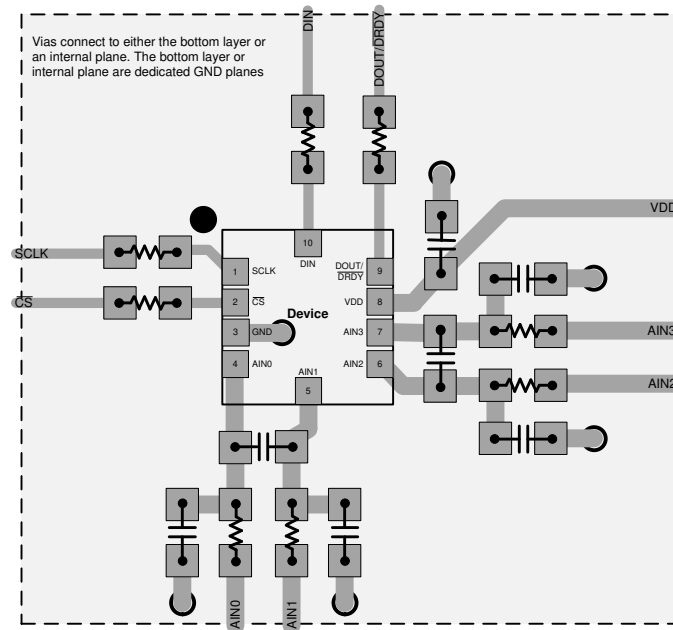 Vias connect to either the bottom layer or
an internal plane. The bottom layer or
internal plane are dedicated GND planes
DIN
DOUT/DRDY
VDD
SCLK
CS
10
DIN
1
SCLK
DOUT/
DRDY
9
2
CS
Device
VDD
8
3
GND
AIN3
7
4
AIN0
AIN1
5
AIN2
6
AIN3
AIN2
AIN0
AIN1